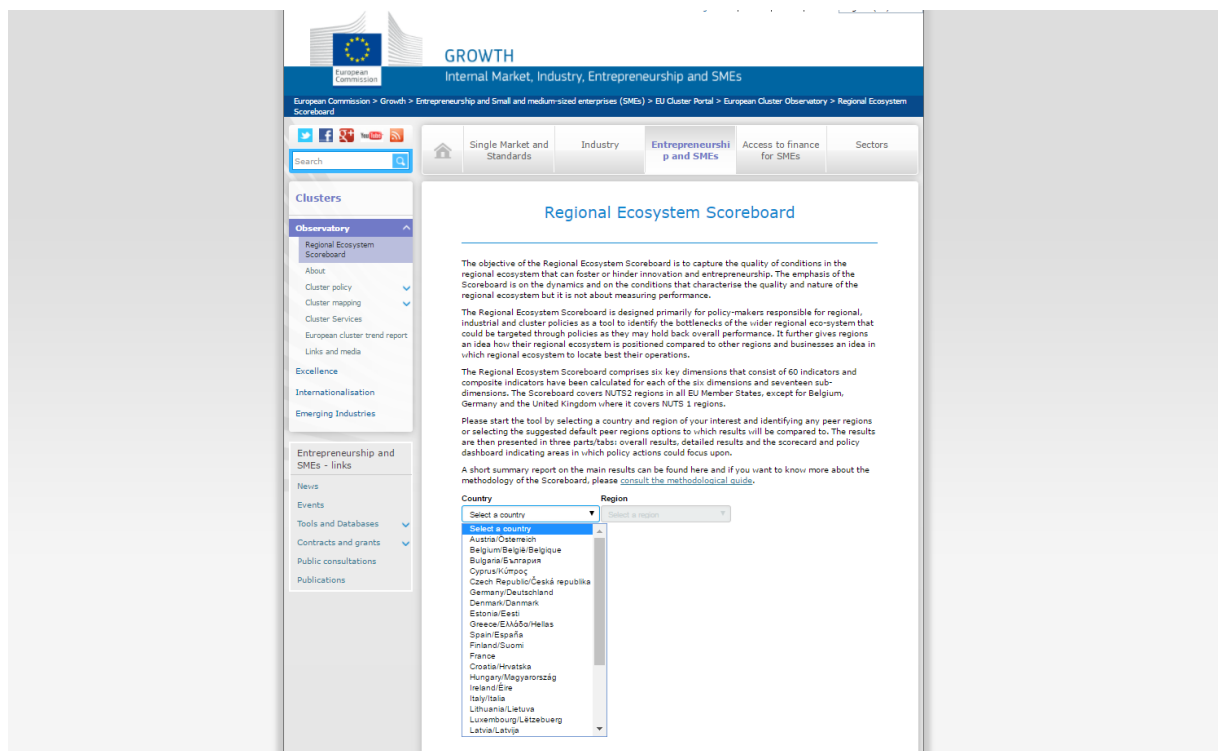 European
Commission
GROWTH
Internal Market, Industry, Entrepreneurship and SMEs
European Commission > Growth > Entrepreneurship and Small and medium-sized enterprises (SMEs) > EU Cluster Portal > European Cluster Observatory > Regional Ecosystem
Scoreboard
YouTube
Search
Single Market and
Standards
Industry
Entrepreneurshi
p and SMEs
Access to finance
for SMEs
Sectors
Clusters
Observatory
Regional Ecosystem
Scoreboard
About
Cluster policy
Cluster mapping
Cluster Services
European cluster trend report
Links and media
Excellence
Internationalisation
Emerging Industries
Entrepreneurship and
SMEs - links
News
Events
Tools and Databases
Contracts and grants
Public consultations
Publications
Regional Ecosystem Scoreboard
The objective of the Regional Ecosystem Scoreboard is to capture the quality of conditions in the
regional ecosystem that can foster or hinder innovation and entrepreneurship. The emphasis of the
Scoreboard is on the dynamics and on the conditions that characterise the quality and nature of the
regional ecosystem but it is not about measuring performance.
The Regional Ecosystem Scoreboard is designed primarily for policy-makers responsible for regional,
industrial and cluster policies as a tool to identify the bottlenecks of the wider regional eco-system that
could be targeted through policies as they may hold back overall performance. It further gives regions
an idea how their regional ecosystem is positioned compared to other regions and businesses an idea in
which regional ecosystem to locate best their operations.
The Regional Ecosystem Scoreboard comprises six key dimensions that consist of 60 indicators and
composite indicators have been calculated for each of the six dimensions and seventeen sub-
dimensions. The Scoreboard covers NUTS2 regions in all EU Member States, except for Belgium,
Germany and the United Kingdom where it covers NUTS 1 regions.
Please start the tool by selecting a country and region of your interest and identifying any peer regions
or selecting the suggested default peer regions options to which results will be compared to. The results
are then presented in three parts/tabs: overall results, detailed results and the scorecard and policy
dashboard indicating areas in which policy actions could focus upon.
A short summary report on the main results can be found here and if you want to know more about the
methodology of the Scoreboard, please consult the methodological guide.
Country Region
Select a country Select a region
Select a country
Austria/Österreich
Belgium/België/Belgique
Bulgaria/България
Cyprus/Κύπρος
Czech Republic/Česká republika
Germany/Deutschland
Denmark/Danmark
Estonia/Eesti
Greece/Ελλάδα/Hellas
Spain/España
Finland/Suomi
France
Croatia/Hrvatska
Hungary/Magyarország
Ireland/Éire
Italy/Italia
Lithuania/Lietuva
Luxembourg/Lëtzebuerg
Latvia/Latvija